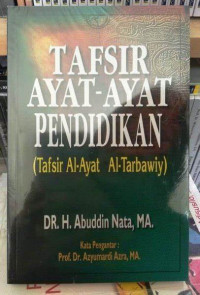 TAFSIR
AYAT-AYAT
PENDIDIKAN
(Tafsir Al-Ayat Al-Tarbawiy)
DR. H. Abuddin Nata, MA.
Kata Pengantar :
Prof. Dr. Azyumardi Azra, MA.